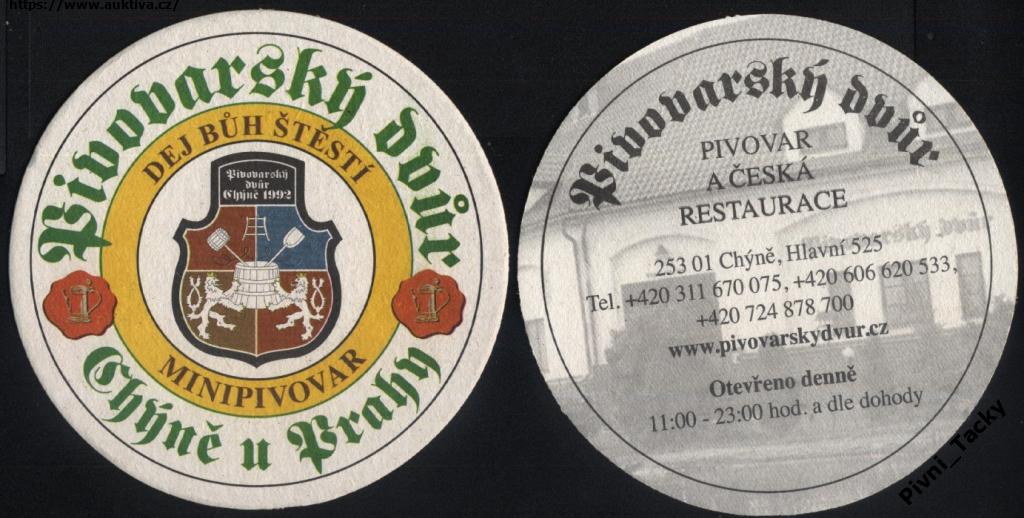 https://www.auktiva.cz/
Pivovarský dvůr
DEJ BŮH ŠTĚSTÍ
Pivovarský
dvůr
Chýně 1992
MINIPIVOVAR
Chýně u Prahy
Pivovarský dvůr
PIVOVAR
A ČESKÁ
RESTAURACE
Pivovarský dvůr
253 01 Chýně, Hlavní 525
Tel. +420 311 670 075, +420 606 620 533,
+420 724 878 700
www.pivovarskydvur.cz
Otevřeno denně
11:00 - 23:00 hod. a dle dohody
Pivni_Tacky